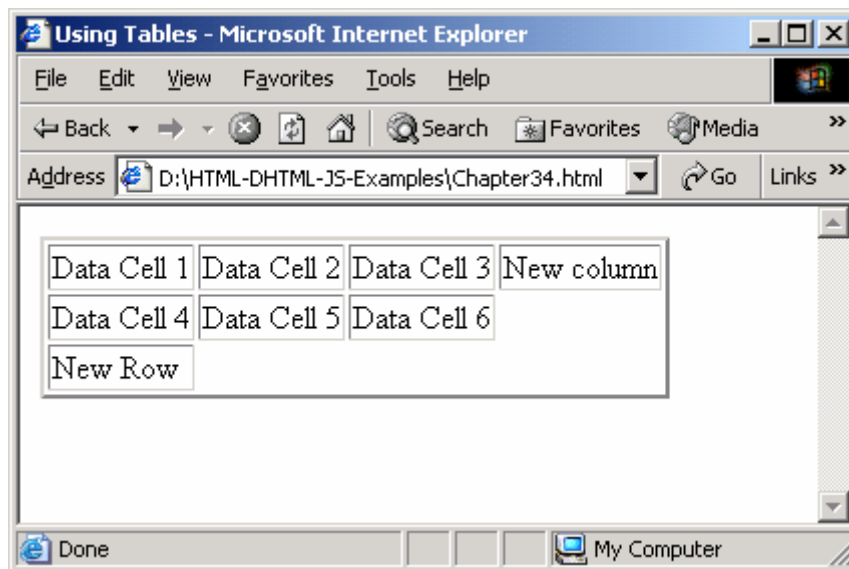 Using Tables - Microsoft Internet Explorer
File Edit View Favorites Tools Help
Back Search Favorites Media »
Address D:\HTML-DHTML-JS-Examples\Chapter34.html Go Links »
Data Cell 1 Data Cell 2 Data Cell 3 New column
Data Cell 4 Data Cell 5 Data Cell 6
New Row
Done My Computer